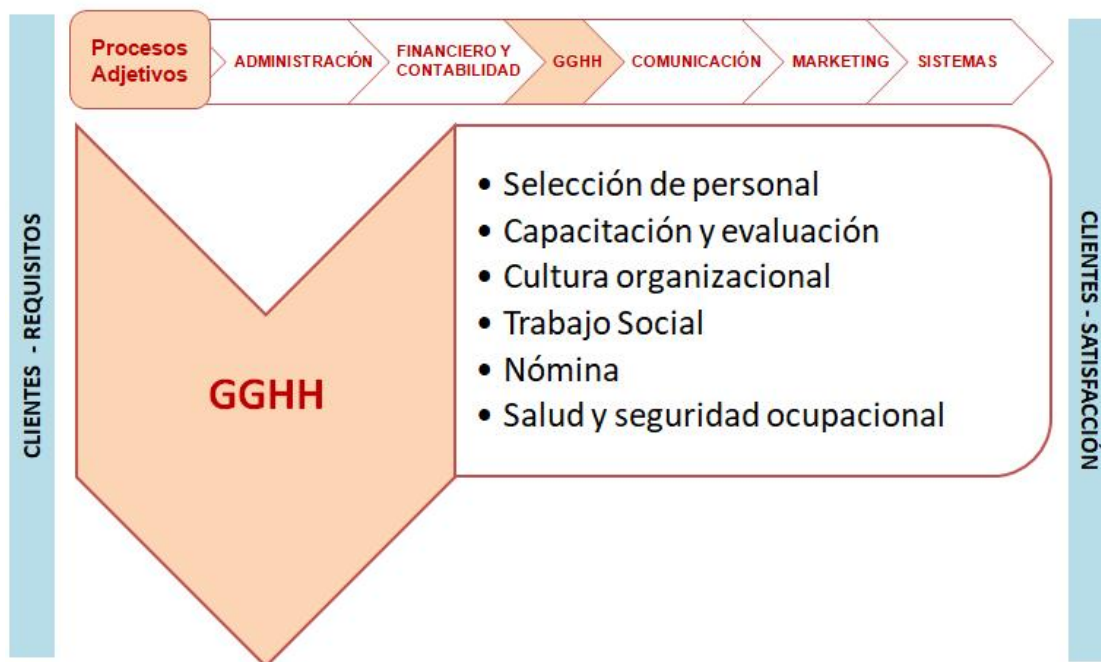 Procesos
Adjetivos
ADMINISTRACIÓN
FINANCIERO Y
CONTABILIDAD
GGHH
COMUNICACIÓN
MARKETING
SISTEMAS
CLIENTES - REQUISITOS
GGHH
• Selección de personal
• Capacitación y evaluación
• Cultura organizacional
• Trabajo Social
• Nómina
• Salud y seguridad ocupacional
CLIENTES - SATISFACCIÓN